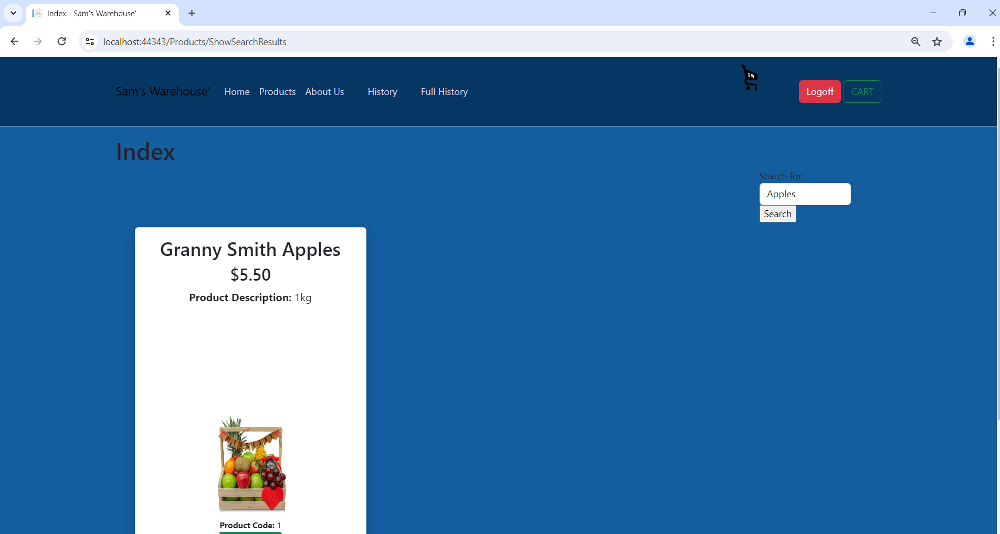 Index - Sam's Warehouse'
localhost:44343/Products/ShowSearchResults
Sam's Warehouse' Home Products About Us History Full History SW Logoff CART
Index
Search for:
Apples
Search
Granny Smith Apples
$5.50
Product Description: 1kg
Product Code: 1